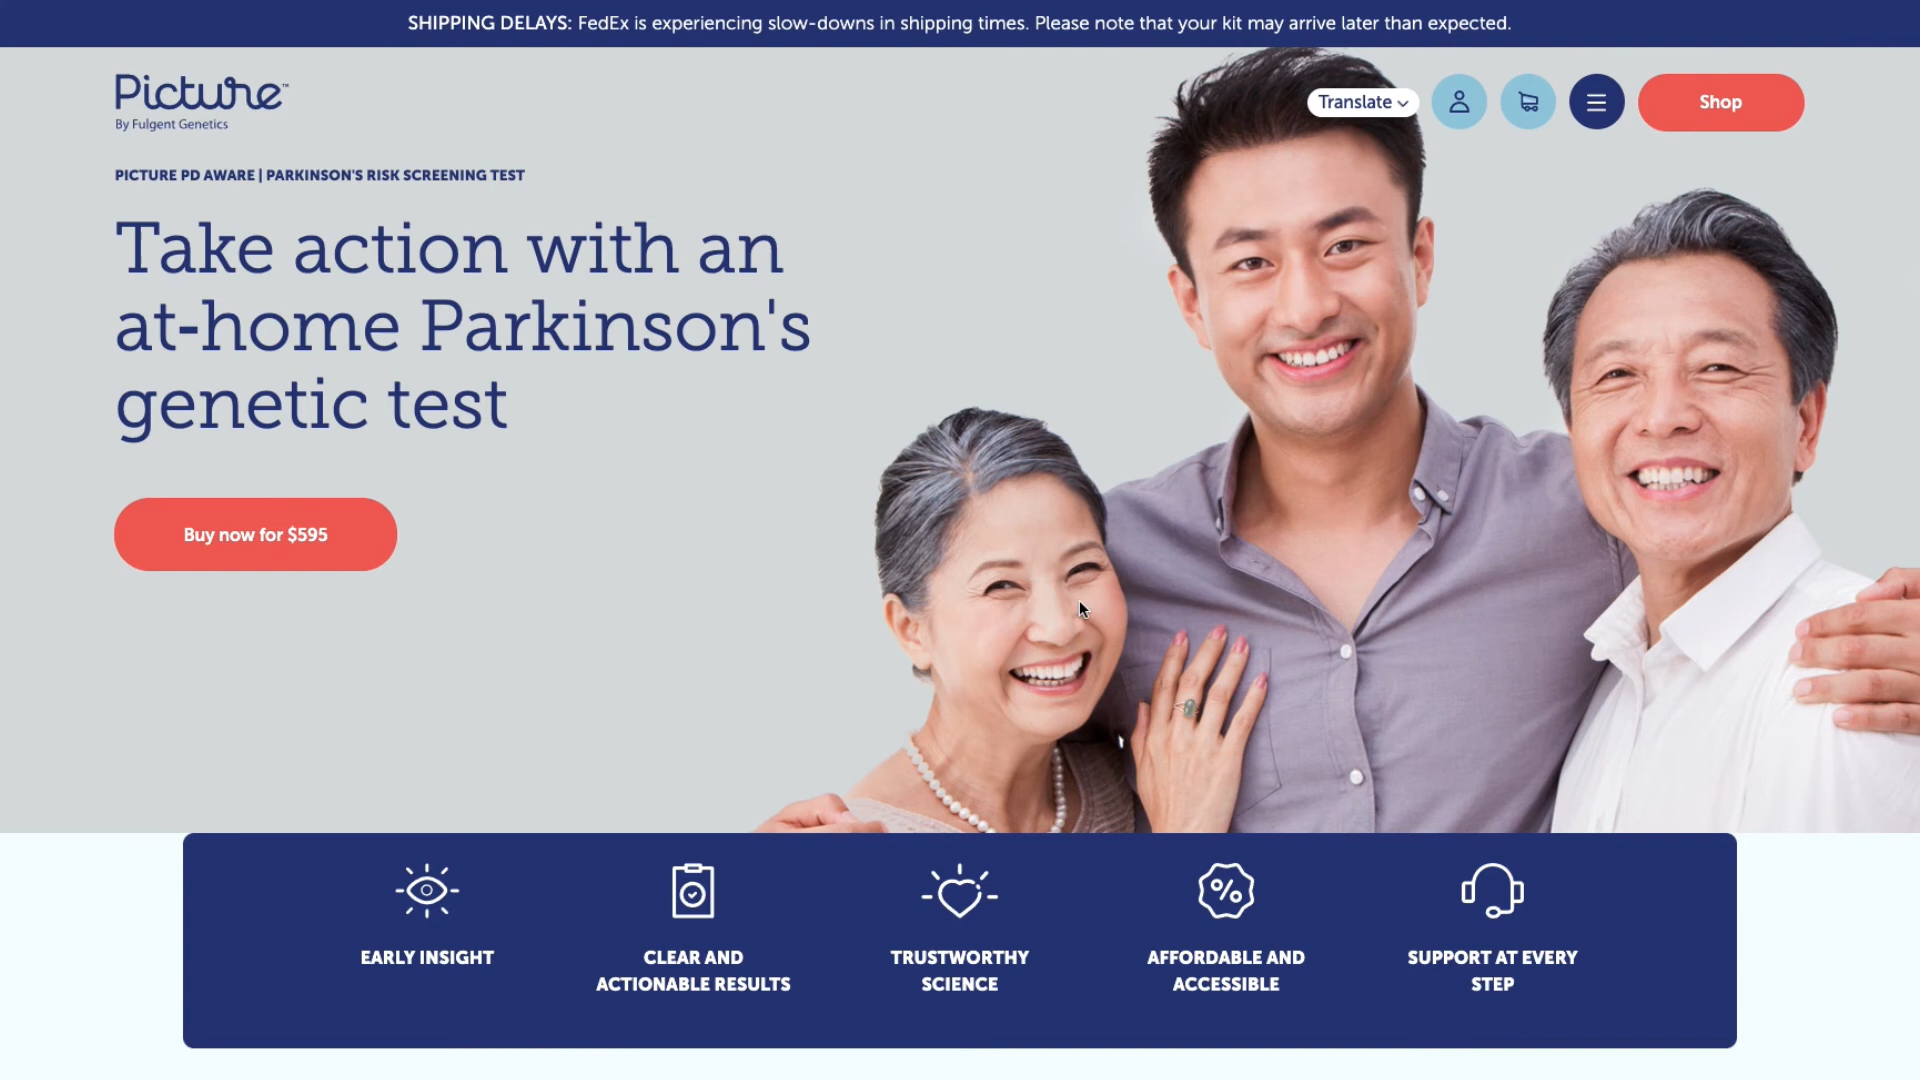 SHIPPING DELAYS: FedEx is experiencing slow-downs in shipping times. Please note that your kit may arrive later than expected.
Picture™
By Fulgent Genetics
Translate
Shop
PICTURE PD AWARE | PARKINSON'S RISK SCREENING TEST
Take action with an
at-home Parkinson's
genetic test
Buy now for $595
EARLY INSIGHT
CLEAR AND
ACTIONABLE RESULTS
TRUSTWORTHY
SCIENCE
AFFORDABLE AND
ACCESSIBLE
SUPPORT AT EVERY
STEP